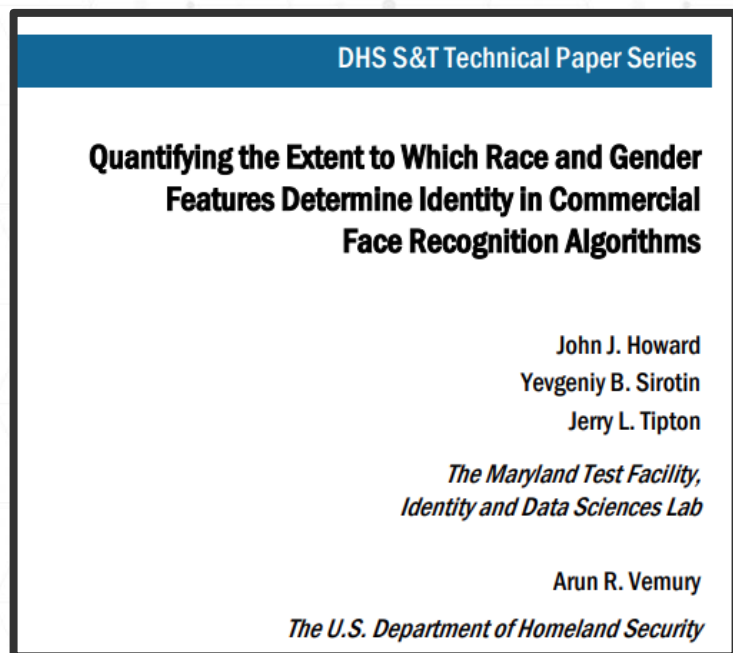 DHS S&T Technical Paper Series
Quantifying the Extent to Which Race and Gender
Features Determine Identity in Commercial
Face Recognition Algorithms
John J. Howard
Yevgeniy B. Sirotin
Jerry L. Tipton
The Maryland Test Facility,
Identity and Data Sciences Lab
Arun R. Vemury
The U.S. Department of Homeland Security